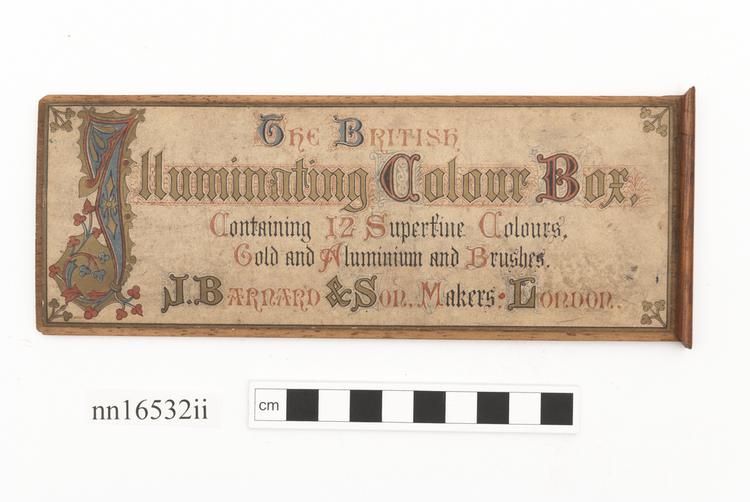 The British
Illuminating Colour Box.
Containing 12 Superfine Colours,
Gold and Aluminium and Brushes.
J. Barnard & Son, Makers. London.
nn16532ii
cm